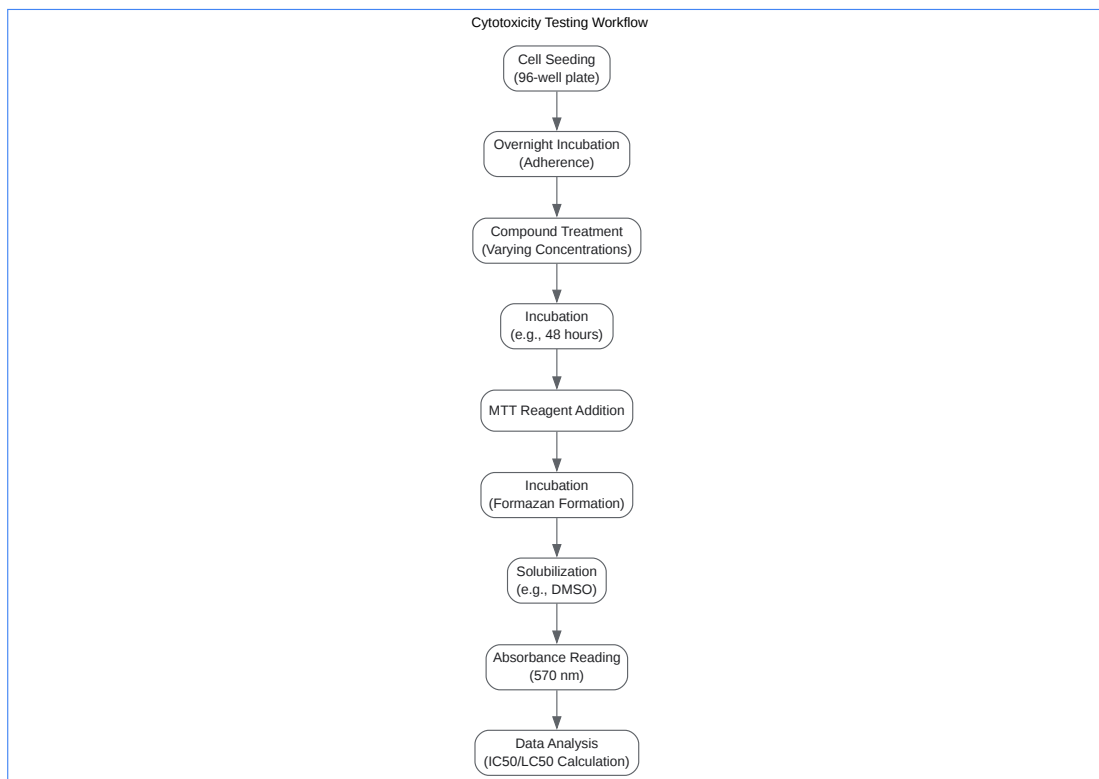 Cytotoxicity Testing Workflow
Cell Seeding
(96-well plate)
Overnight Incubation
(Adherence)
Compound Treatment
(Varying Concentrations)
Incubation
(e.g., 48 hours)
MTT Reagent Addition
Incubation
(Formazan Formation)
Solubilization
(e.g., DMSO)
Absorbance Reading
(570 nm)
Data Analysis
(IC50/LC50 Calculation)